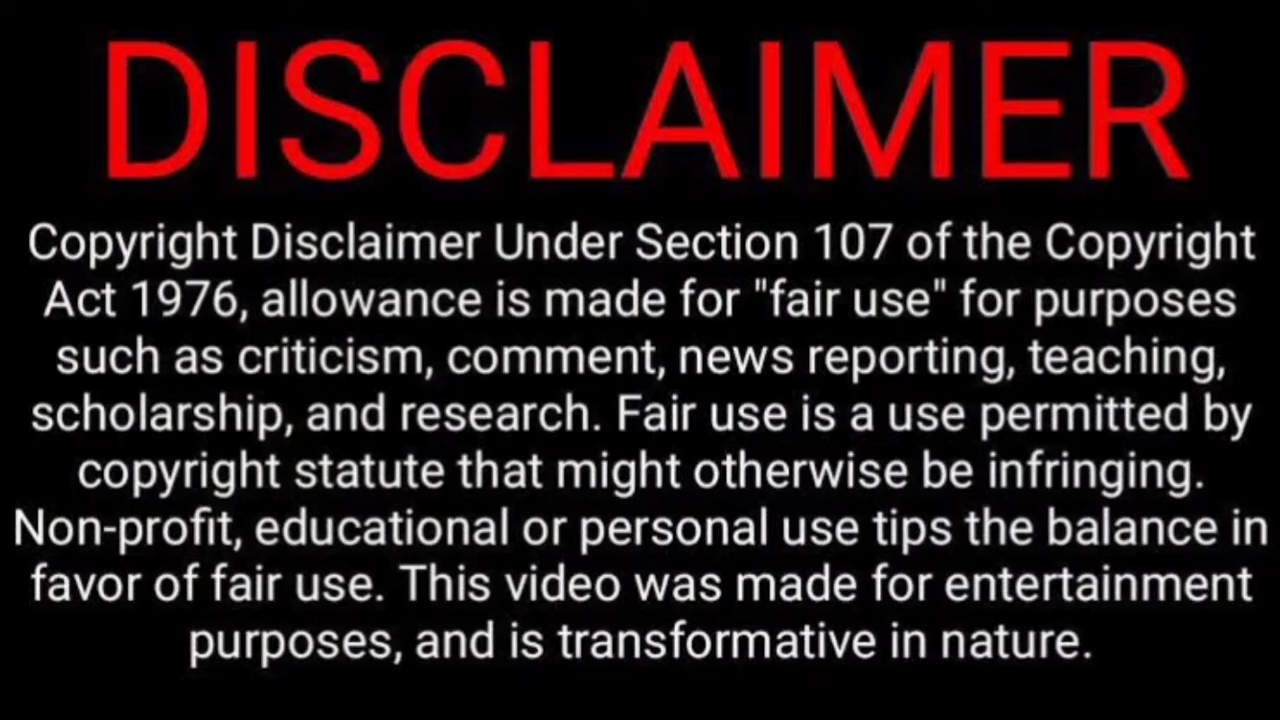 DISCLAIMER
Copyright Disclaimer Under Section 107 of the Copyright
Act 1976, allowance is made for "fair use" for purposes
such as criticism, comment, news reporting, teaching,
scholarship, and research. Fair use is a use permitted by
copyright statute that might otherwise be infringing.
Non-profit, educational or personal use tips the balance in
favor of fair use. This video was made for entertainment
purposes, and is transformative in nature.